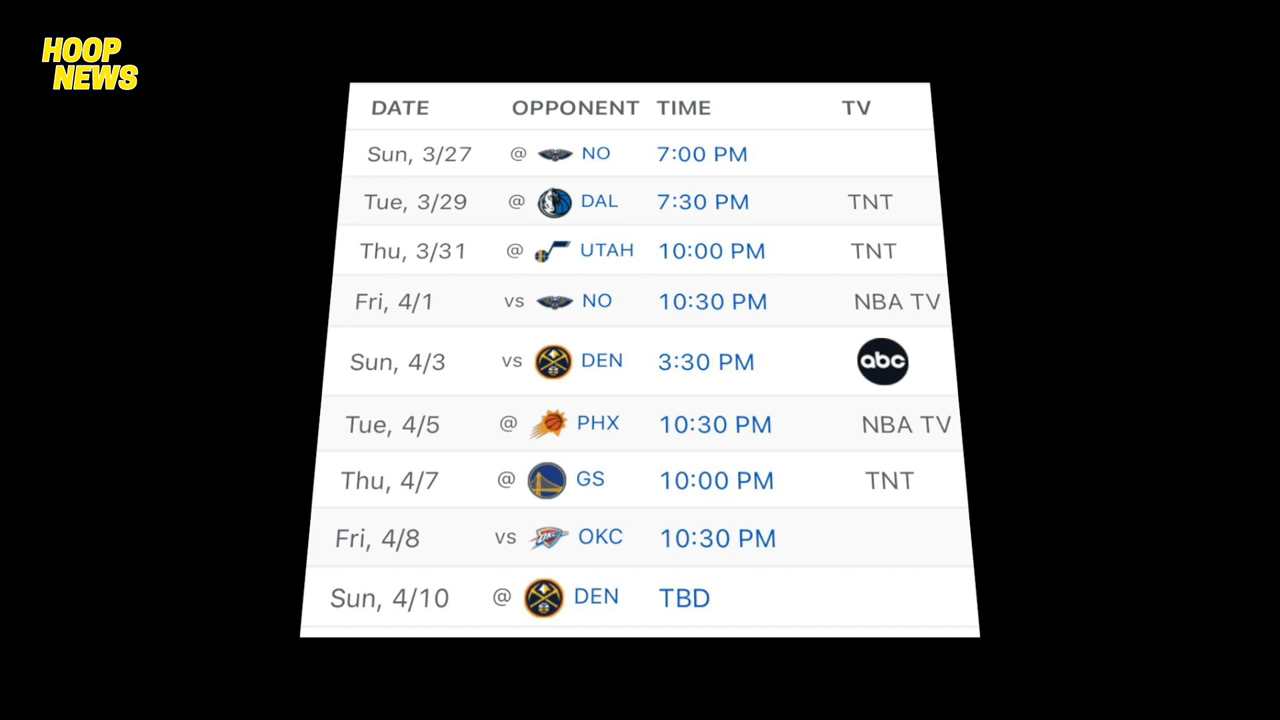 HOOP
NEWS
DATE OPPONENT TIME TV
Sun, 3/27 @ NO 7:00 PM
Tue, 3/29 @ DAL 7:30 PM TNT
Thu, 3/31 @ UTAH 10:00 PM TNT
Fri, 4/1 vs NO 10:30 PM NBA TV
Sun, 4/3 vs DEN 3:30 PM abc
Tue, 4/5 @ PHX 10:30 PM NBA TV
Thu, 4/7 @ GS 10:00 PM TNT
Fri, 4/8 vs OKC 10:30 PM
Sun, 4/10 @ DEN TBD